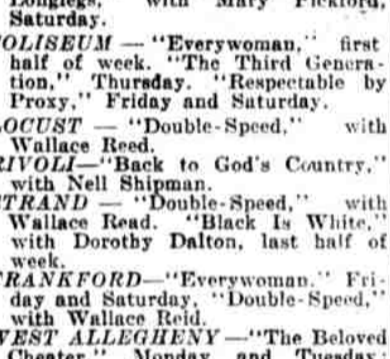 Longlegs," with Mary Pickford,
Saturday.
OLISEUM — "Everywoman," first
half of week. "The Third Genera-
tion," Thursday. "Respectable by
Proxy," Friday and Saturday.
OCUST — "Double-Speed," with
Wallace Reed.
RIVOLI—"Back to God's Country,"
with Nell Shipman.
TRAND — "Double-Speed," with
Wallace Read. "Black Is White,"
with Dorothy Dalton, last half of
week.
RANKFORD—"Everywoman." Fri-
day and Saturday, "Double-Speed,"
with Wallace Reid.
WEST ALLEGHENY—"The Beloved
Cheater," Monday and Tuesday